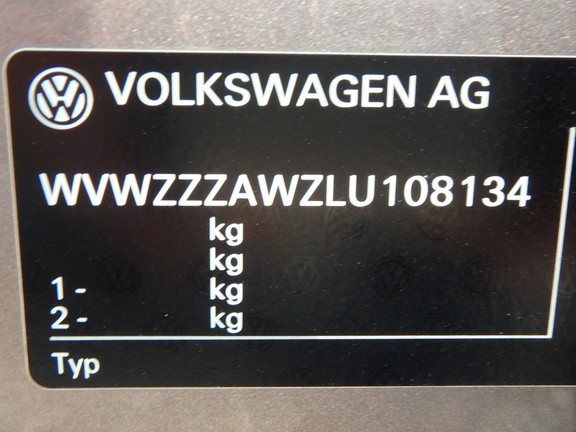 VOLKSWAGEN AG
WVWZZZAWZLU108134
kg
kg
1 - kg
2 - kg
Typ